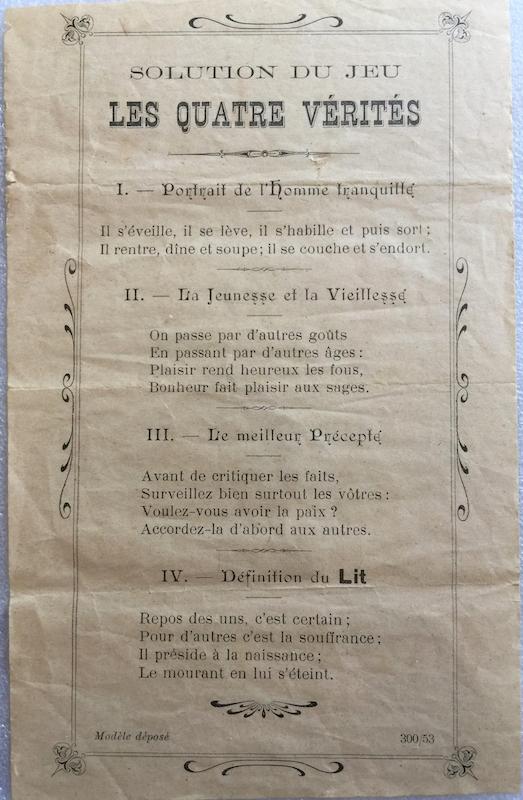 SOLUTION DU JEU
LES QUATRE VÉRITÉS
I. — Portrait de l'Homme tranquille
Il s'éveille, il se lève, il s'habille et puis sort ;
Il rentre, dîne et soupe ; il se couche et s'endort.
II. — La Jeunesse et la Vieillesse
On passe par d'autres goûts
En passant par d'autres âges :
Plaisir rend heureux les fous,
Bonheur fait plaisir aux sages.
III. — Le meilleur Précepte
Avant de critiquer les faits,
Surveillez bien surtout les vôtres :
Voulez-vous avoir la paix ?
Accordez-la d'abord aux autres.
IV. — Définition du Lit
Repos des uns, c'est certain ;
Pour d'autres c'est la souffrance ;
Il préside à la naissance ;
Le mourant en lui s'éteint.
Modèle déposé 300/53